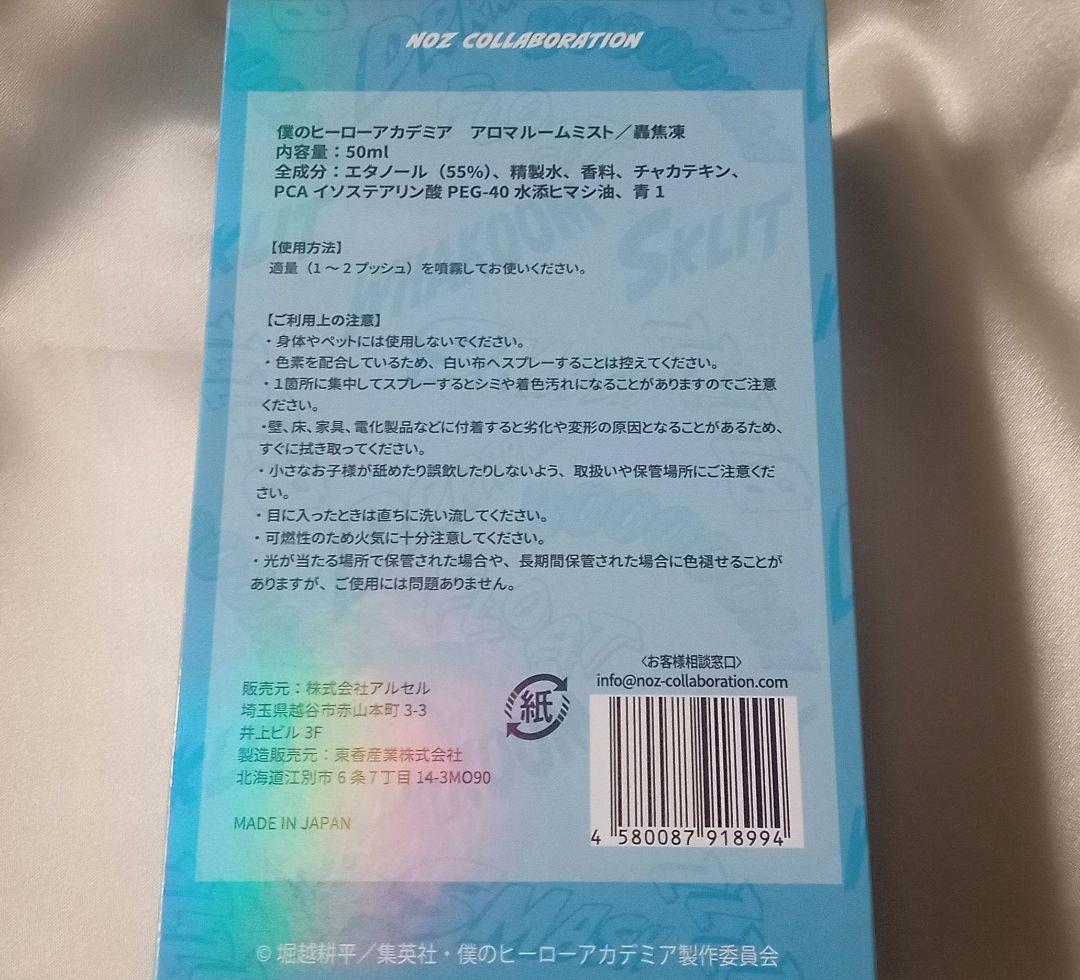 NOZ COLLABORATION
僕のヒーローアカデミア　アロマルームミスト／轟焦凍
内容量：50ml
全成分：エタノール（55%）、精製水、香料、チャカテキン、
PCA イソステアリン酸 PEG-40 水添ヒマシ油、青 1
【使用方法】
適量（1 〜 2 プッシュ）を噴霧してお使いください。
【ご利用上の注意】
・身体やペットには使用しないでください。
・色素を配合しているため、白い布へスプレーすることは控えてください。
・1箇所に集中してスプレーするとシミや着色汚れになることがありますのでご注意
ください。
・壁、床、家具、電化製品などに付着すると劣化や変形の原因となることがあるため、
すぐに拭き取ってください。
・小さなお子様が舐めたり誤飲したりしないよう、取扱いや保管場所にご注意くだ
さい。
・目に入ったときは直ちに洗い流してください。
・可燃性のため火気に十分注意してください。
・光が当たる場所で保管された場合や、長期間保管された場合に色褪せることが
ありますが、ご使用には問題ありません。
〈お客様相談窓口〉
info@noz-collaboration.com
販売元：株式会社アルセル
埼玉県越谷市赤山本町 3-3
井上ビル 3F
製造販売元：東香産業株式会社
北海道江別市 6 条 7 丁目 14-3MO90
紙
MADE IN JAPAN
4 580087 918994
© 堀越耕平／集英社・僕のヒーローアカデミア製作委員会
WHAKOOM
SKLIT
FLOAT
SMASH